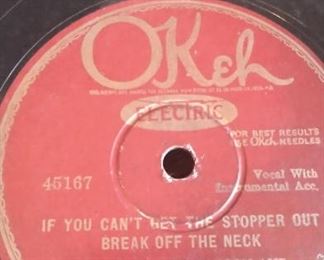 OKeh
ELECTRIC
FOR BEST RESULTS
USE OKeh NEEDLES
45167
Vocal With
Instrumental Acc.
IF YOU CAN'T GET THE STOPPER OUT
BREAK OFF THE NECK